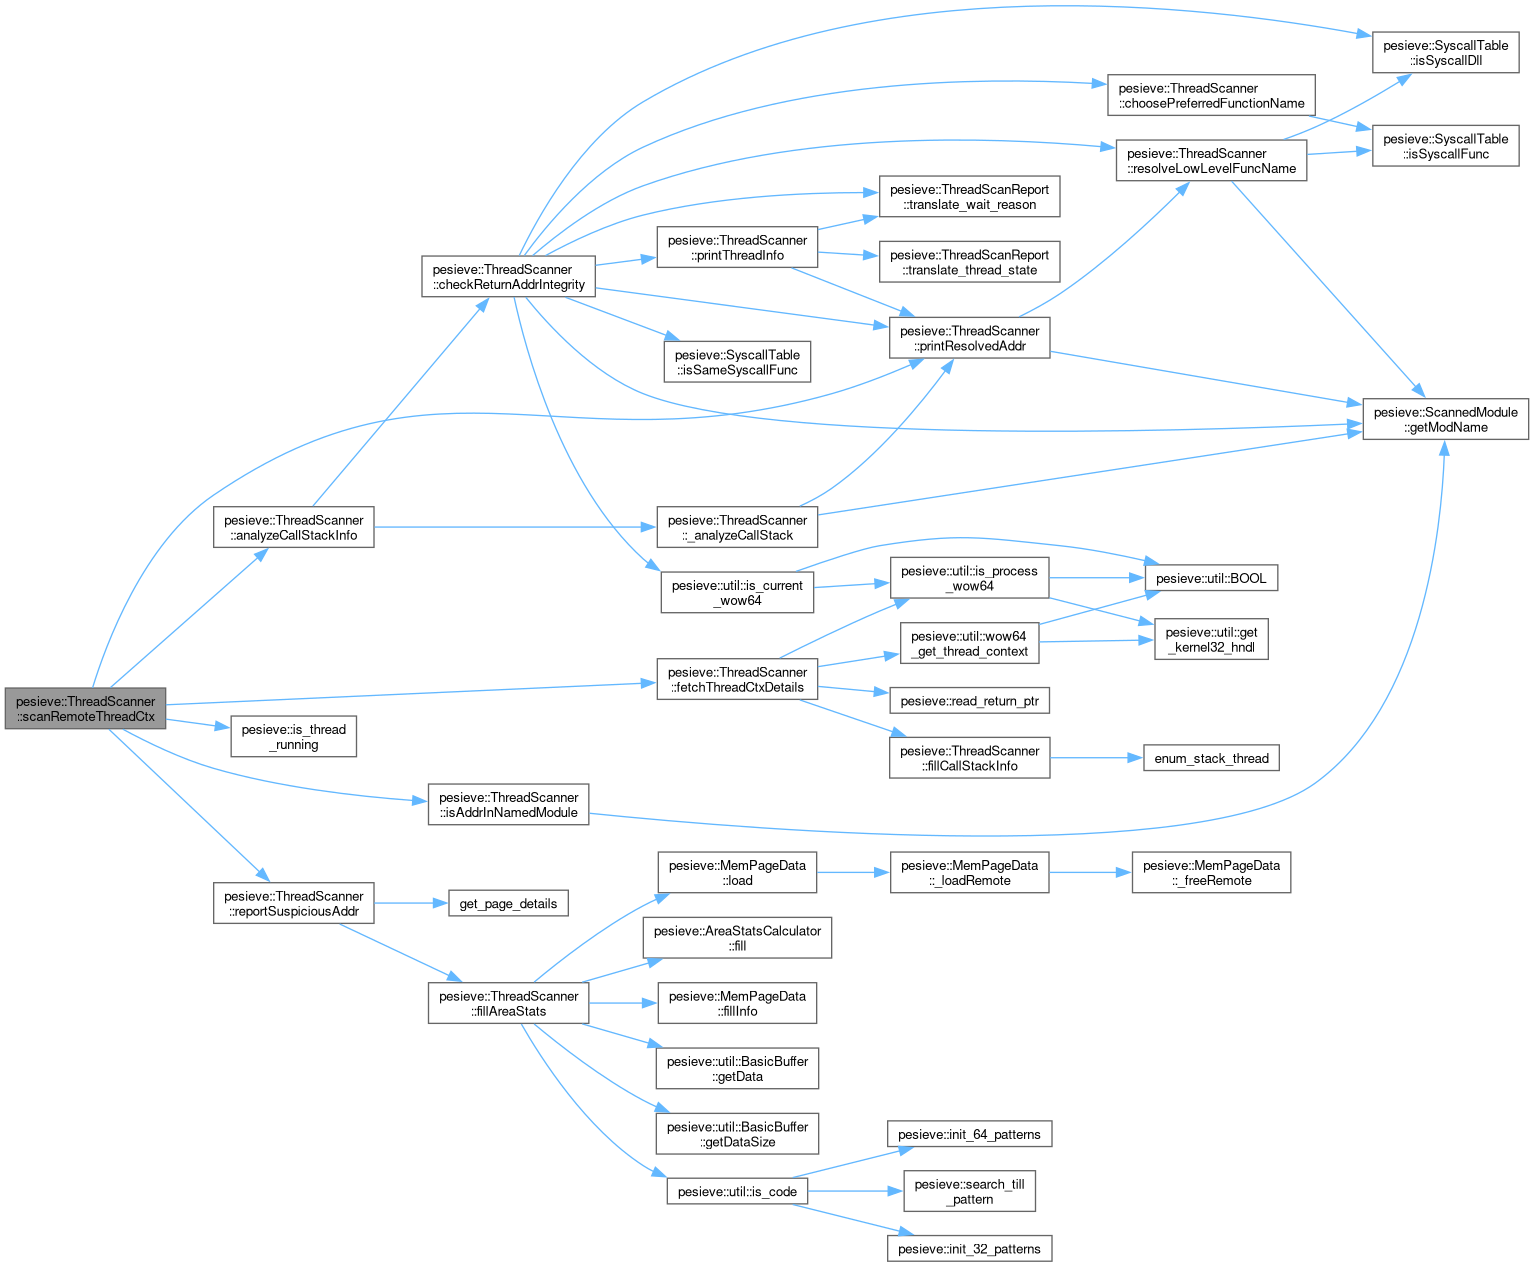 pesieve::SyscallTable
::isSyscallDll
pesieve::ThreadScanner
::choosePreferredFunctionName
pesieve::SyscallTable
::isSyscallFunc
pesieve::ThreadScanner
::resolveLowLevelFuncName
pesieve::ThreadScanReport
::translate_wait_reason
pesieve::ThreadScanner
::printThreadInfo
pesieve::ThreadScanReport
::translate_thread_state
pesieve::ThreadScanner
::checkReturnAddrIntegrity
pesieve::ThreadScanner
::printResolvedAddr
pesieve::SyscallTable
::isSameSyscallFunc
pesieve::ScannedModule
::getModName
pesieve::ThreadScanner
::analyzeCallStackInfo
pesieve::ThreadScanner
::_analyzeCallStack
pesieve::util::is_current
_wow64
pesieve::util::is_process
_wow64
pesieve::util::BOOL
pesieve::util::wow64
_get_thread_context
pesieve::util::get
_kernel32_hndl
pesieve::ThreadScanner
::fetchThreadCtxDetails
pesieve::read_return_ptr
pesieve::ThreadScanner
::scanRemoteThreadCtx
pesieve::is_thread
_running
pesieve::ThreadScanner
::fillCallStackInfo
enum_stack_thread
pesieve::ThreadScanner
::isAddrInNamedModule
pesieve::MemPageData
::load
pesieve::MemPageData
::_loadRemote
pesieve::MemPageData
::_freeRemote
pesieve::ThreadScanner
::reportSuspiciousAddr
get_page_details
pesieve::AreaStatsCalculator
::fill
pesieve::ThreadScanner
::fillAreaStats
pesieve::MemPageData
::fillInfo
pesieve::util::BasicBuffer
::getData
pesieve::util::BasicBuffer
::getDataSize
pesieve::init_64_patterns
pesieve::util::is_code
pesieve::search_till
_pattern
pesieve::init_32_patterns